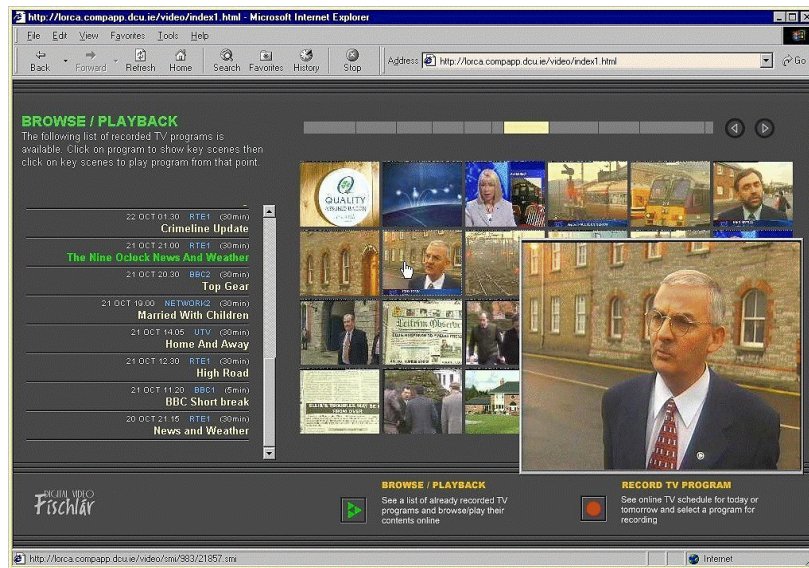 http://lorca.compapp.dcu.ie/video/index1.html - Microsoft Internet Explorer
File Edit View Favorites Tools Help
Back Forward Refresh Home Search Favorites History Stop Address http://lorca.compapp.dcu.ie/video/index1.html Go
BROWSE / PLAYBACK
The following list of recorded TV programs is
available. Click on program to show key scenes then
click on key scenes to play program from that point.
QUALITY
ASSURED BACON
22 OCT 01.30 RTE1 (30min)
Crimeline Update
21 OCT 21.00 RTE1 (30min)
The Nine Oclock News And Weather
21 OCT 20.30 BBC2 (30min)
Top Gear
21 OCT 19.00 NETWORK2 (30min)
Married With Children
21 OCT 14.05 UTV (30min)
Home And Away
21 OCT 12.30 RTE1 (30min)
High Road
21 OCT 11.20 BBC1 (5min)
BBC Short break
20 OCT 21.15 RTE1 (30min)
News and Weather
Leitrim Observer
DIGITAL VIDEO
Físchlár
BROWSE / PLAYBACK
See a list of already recorded TV
programs and browse/play their
contents online
RECORD TV PROGRAM
See online TV schedule for today or
tomorrow and select a program for
recording
http://lorca.compapp.dcu.ie/video/smi/983/21857.smi Internet